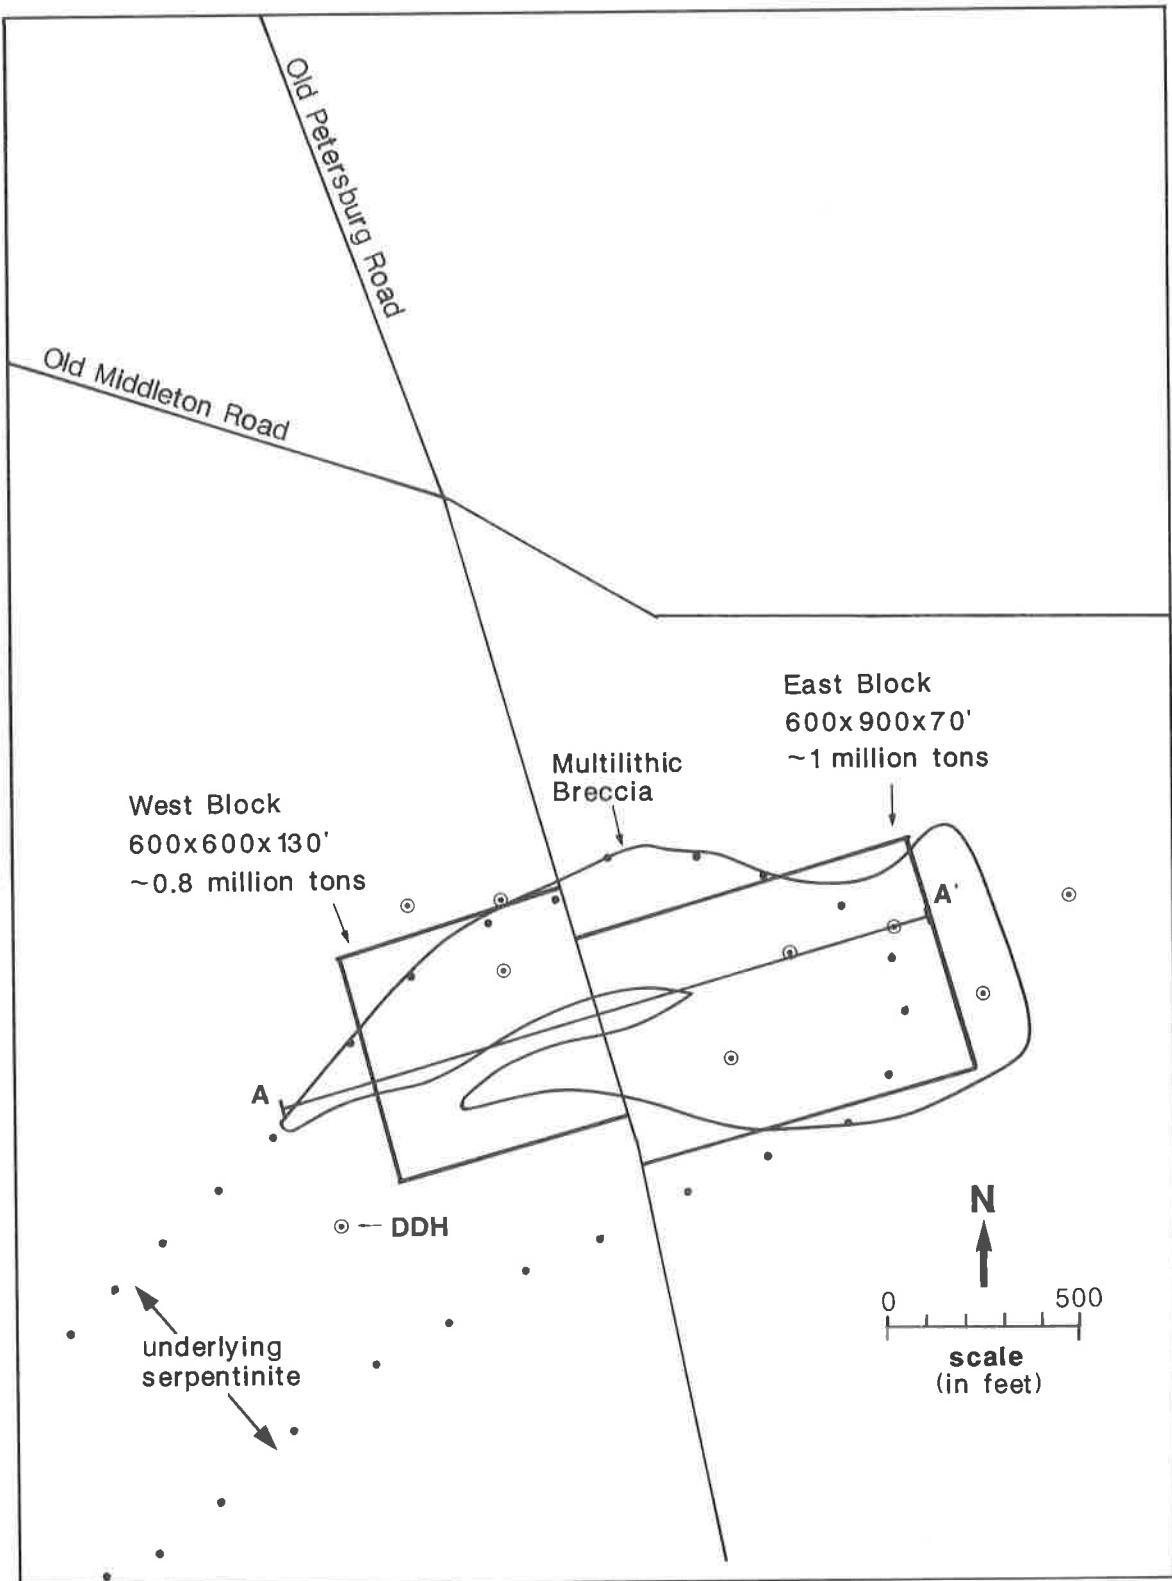 Old Petersburg Road
Old Middleton Road
East Block
600x900x70'
~1 million tons
Multilithic
Breccia
West Block
600x600x130'
~0.8 million tons
A'
A
DDH
N
0 500
scale
(in feet)
underlying
serpentinite